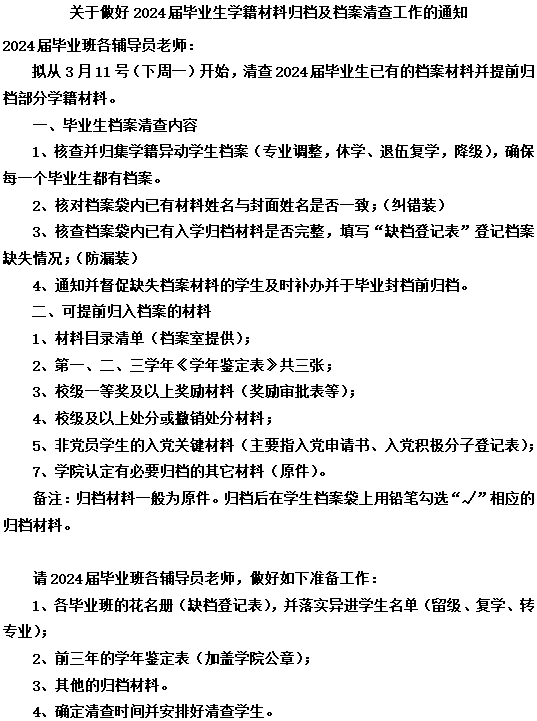 关于做好 2024 届毕业生学籍材料归档及档案清查工作的通知
2024 届毕业班各辅导员老师：
拟从 3 月 11 号（下周一）开始，清查 2024 届毕业生已有的档案材料并提前归
档部分学籍材料。
一、毕业生档案清查内容
1、核查并归集学籍异动学生档案（专业调整，休学、退伍复学，降级），确保
每一个毕业生都有档案。
2、核对档案袋内已有材料姓名与封面姓名是否一致；（纠错装）
3、核查档案袋内已有入学归档材料是否完整，填写“缺档登记表”登记档案
缺失情况；（防漏装）
4、通知并督促缺失档案材料的学生及时补办并于毕业封档前归档。
二、可提前归入档案的材料
1、材料目录清单（档案室提供）；
2、第一、二、三学年《学年鉴定表》共三张；
3、校级一等奖及以上奖励材料（奖励审批表等）；
4、校级及以上处分或撤销处分材料；
5、非党员学生的入党关键材料（主要指入党申请书、入党积极分子登记表）；
7、学院认定有必要归档的其它材料（原件）。
备注：归档材料一般为原件。归档后在学生档案袋上用铅笔勾选“√”相应的
归档材料。
请 2024 届毕业班各辅导员老师，做好如下准备工作：
1、各毕业班的花名册（缺档登记表），并落实异进学生名单（留级、复学、转
专业）；
2、前三年的学年鉴定表（加盖学院公章）；
3、其他的归档材料。
4、确定清查时间并安排好清查学生。